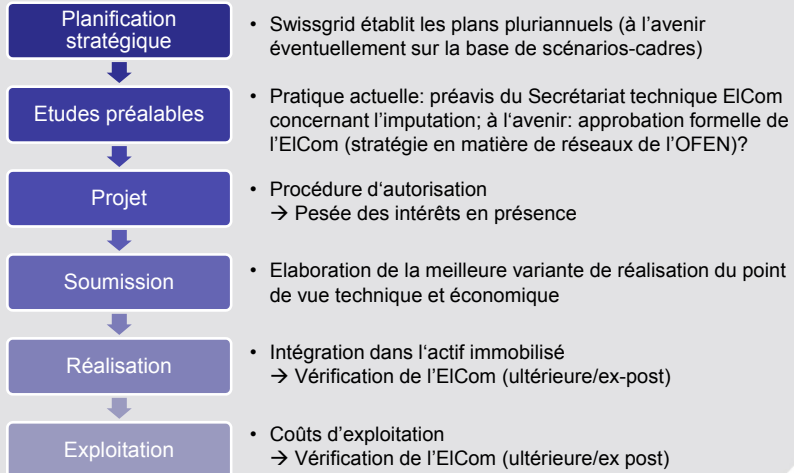 Planification
stratégique
• Swissgrid établit les plans pluriannuels (à l’avenir
éventuellement sur la base de scénarios-cadres)
Etudes préalables
• Pratique actuelle: préavis du Secrétariat technique ElCom
concernant l’imputation; à l‘avenir: approbation formelle de
l’ElCom (stratégie en matière de réseaux de l’OFEN)?
Projet
• Procédure d‘autorisation
→ Pesée des intérêts en présence
Soumission
• Elaboration de la meilleure variante de réalisation du point
de vue technique et économique
Réalisation
• Intégration dans l‘actif immobilisé
→ Vérification de l’ElCom (ultérieure/ex-post)
Exploitation
• Coûts d’exploitation
→ Vérification de l’ElCom (ultérieure/ex post)